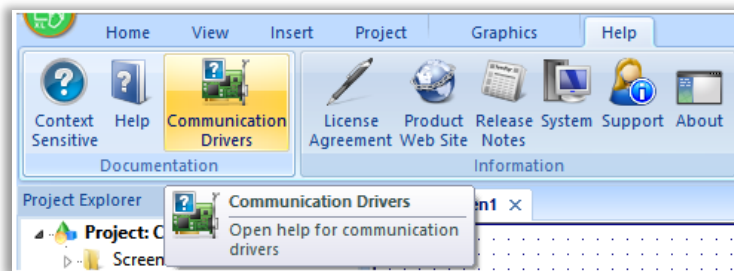 Home View Insert Project Graphics Help
Context Sensitive
Help
Communication Drivers
License Agreement
Product Web Site
Release Notes
System
Support
About
Documentation
Information
Project Explorer
Communication Drivers
Open help for communication
drivers
en1
Project: C
Screen